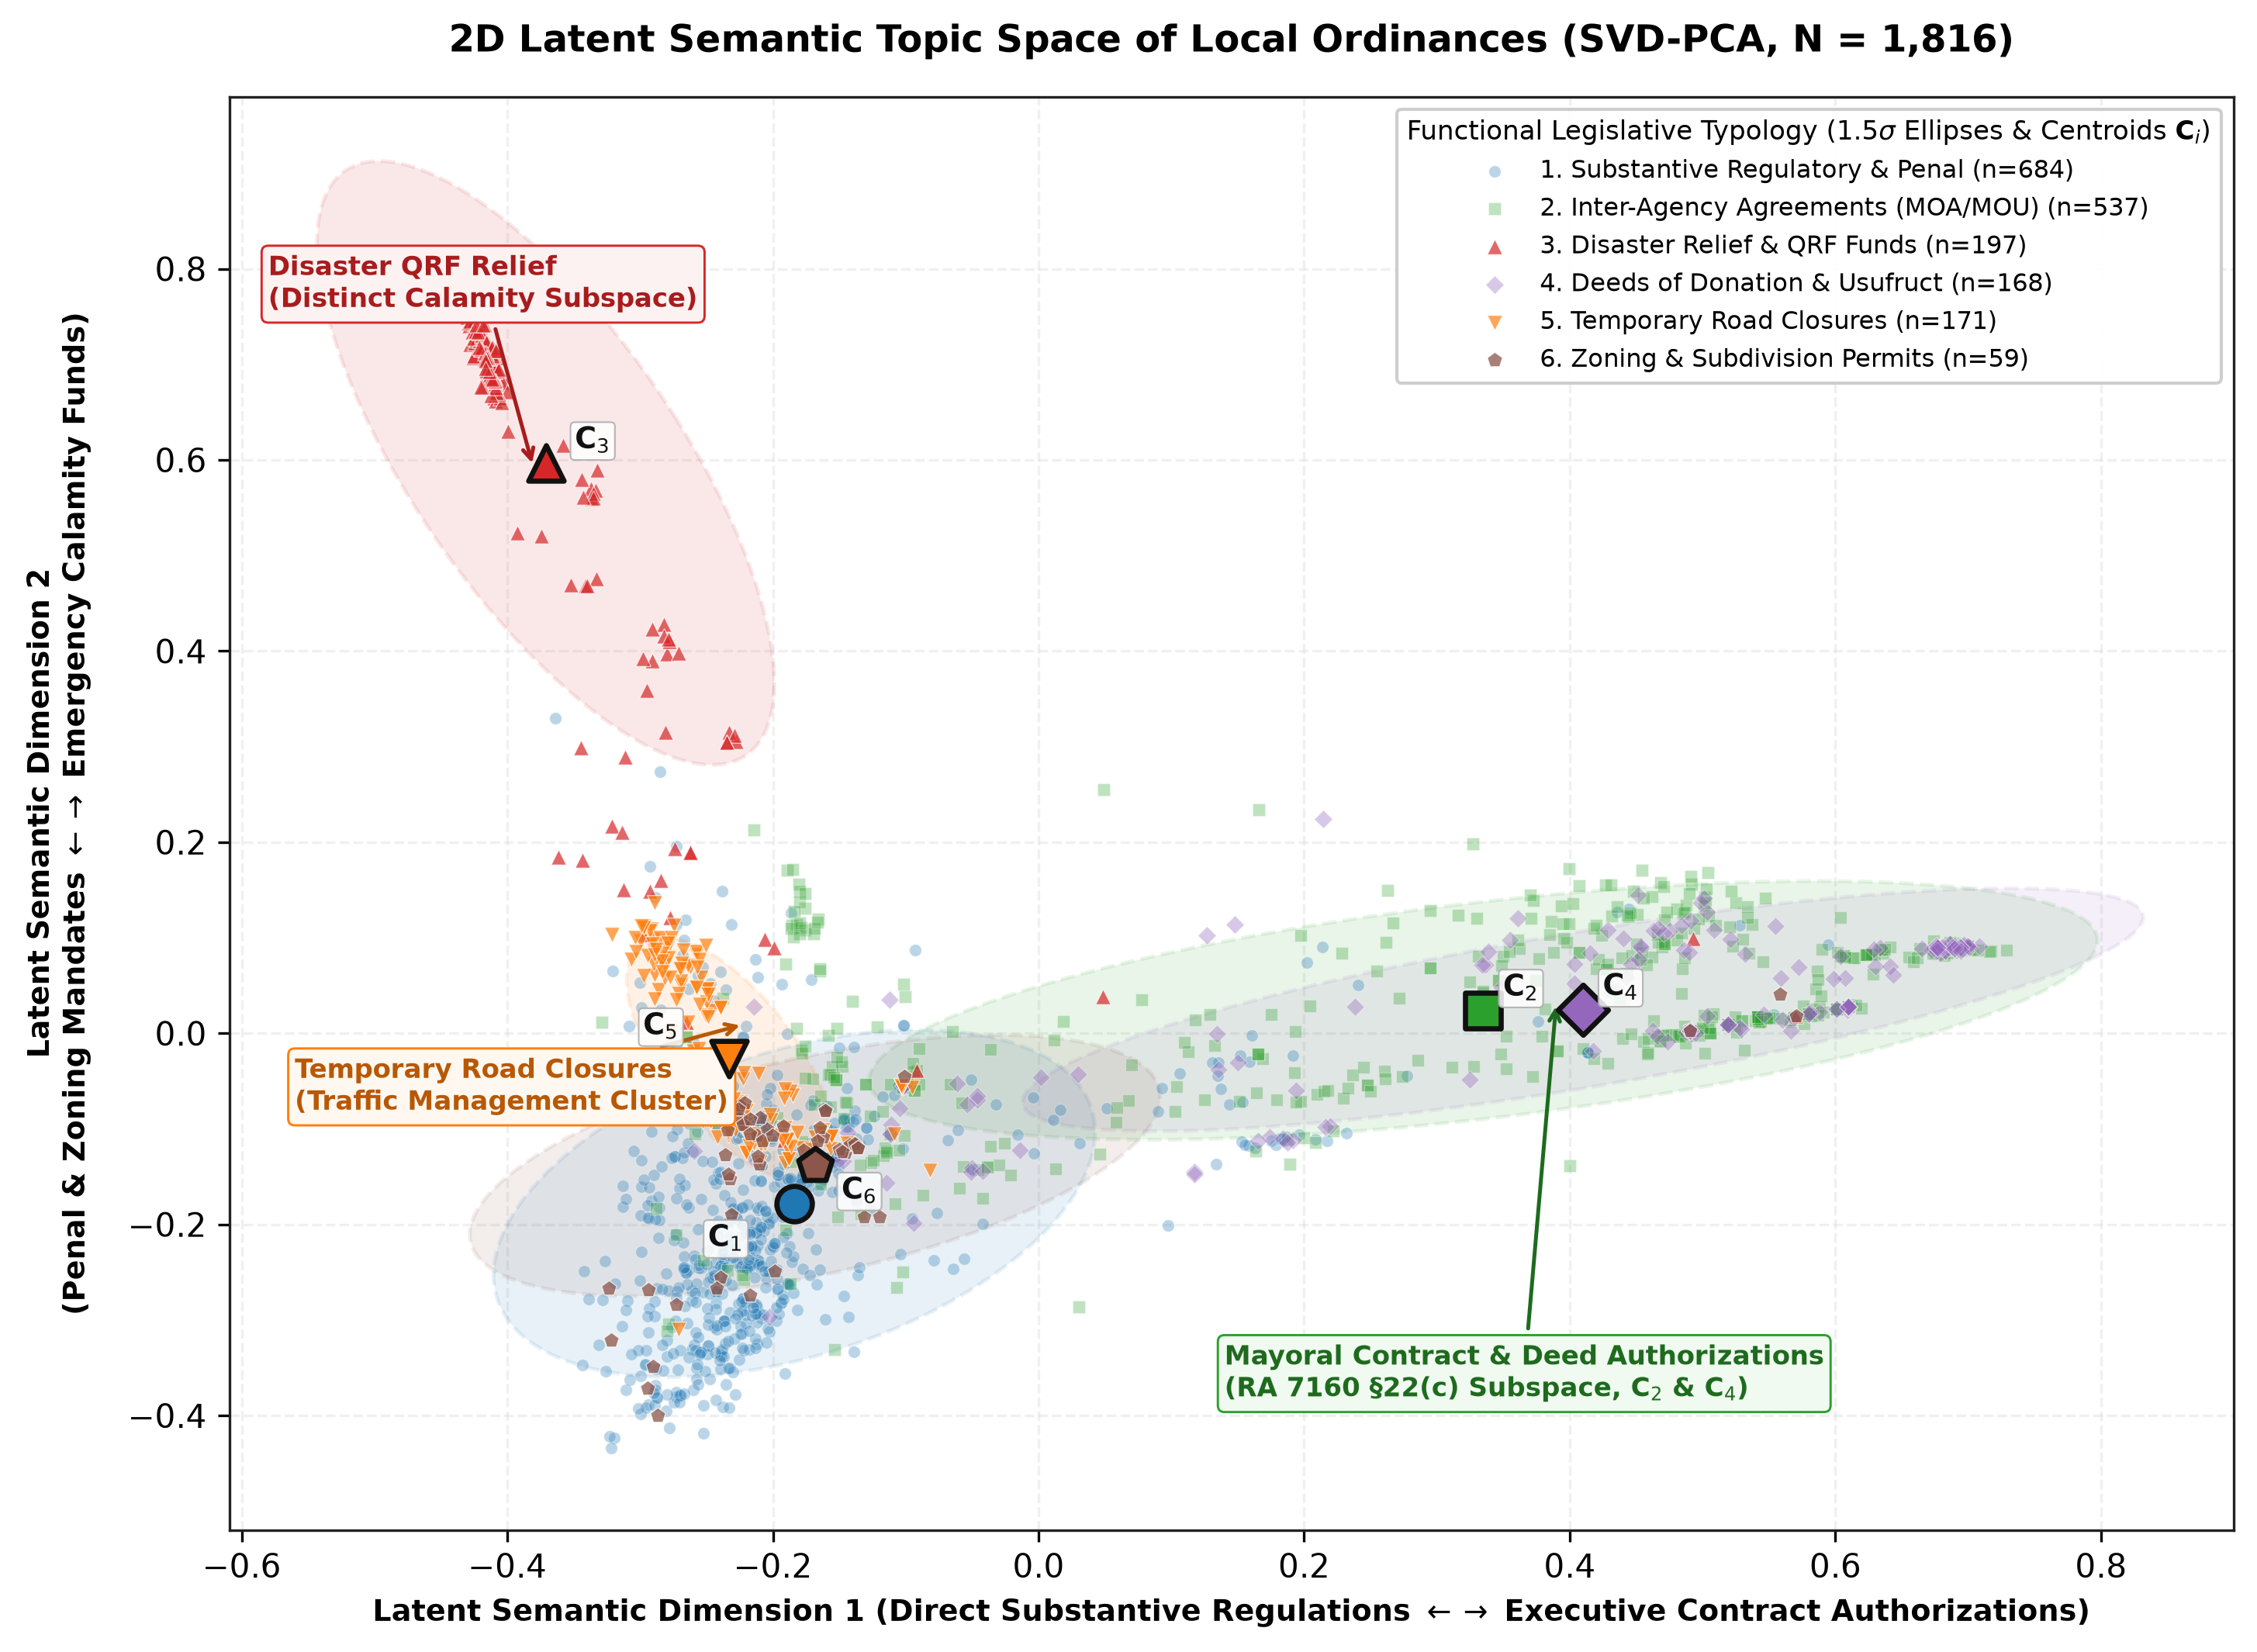 2D Latent Semantic Topic Space of Local Ordinances (SVD-PCA, N = 1,816)
Functional Legislative Typology (1.5σ Ellipses & Centroids C_i)
1. Substantive Regulatory & Penal (n=684)
2. Inter-Agency Agreements (MOA/MOU) (n=537)
3. Disaster Relief & QRF Funds (n=197)
4. Deeds of Donation & Usufruct (n=168)
5. Temporary Road Closures (n=171)
6. Zoning & Subdivision Permits (n=59)
Disaster QRF Relief
(Distinct Calamity Subspace)
C₃
C₂
C₄
C₅
Temporary Road Closures
(Traffic Management Cluster)
C₆
C₁
Mayoral Contract & Deed Authorizations
(RA 7160 §22(c) Subspace, C₂ & C₄)
Latent Semantic Dimension 2
(Penal & Zoning Mandates ←→ Emergency Calamity Funds)
0.8
0.6
0.4
0.2
0.0
−0.2
−0.4
−0.6
−0.4
−0.2
0.0
0.2
0.4
0.6
0.8
Latent Semantic Dimension 1 (Direct Substantive Regulations ←→ Executive Contract Authorizations)